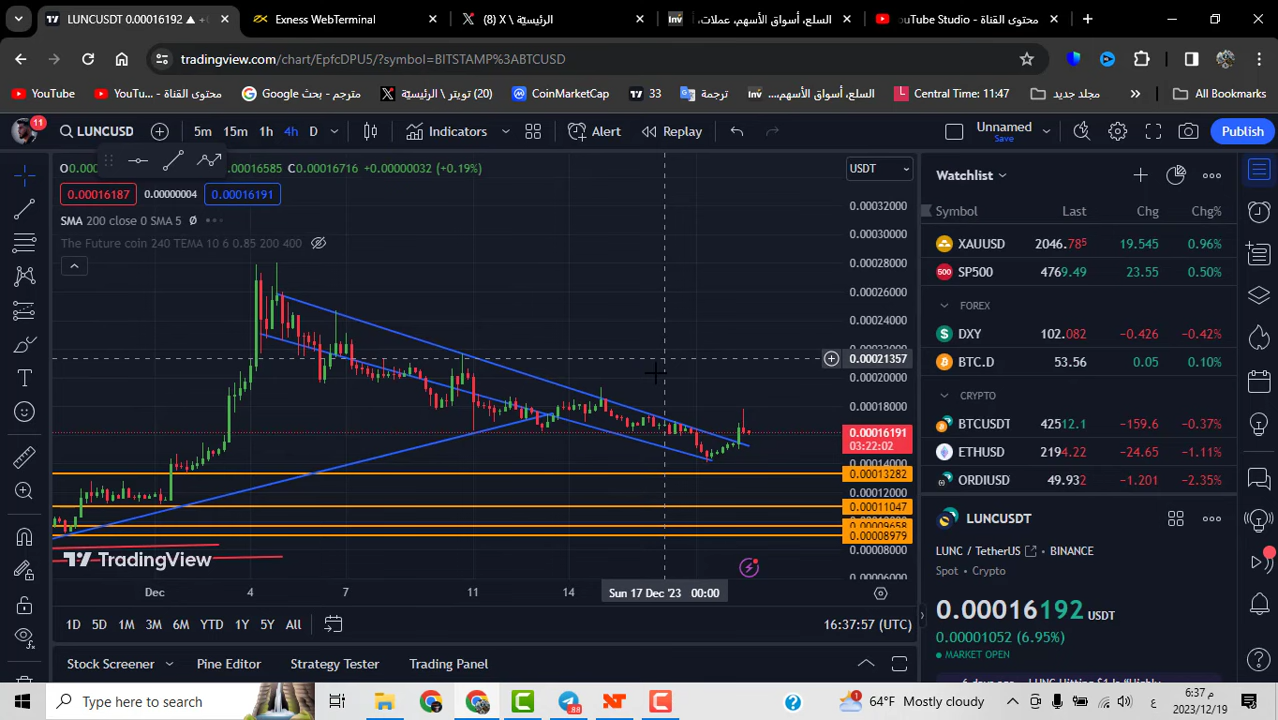 LUNCUSD 0.00016192 ▲ +
Exness WebTerminal
(8) الرئيسيّة \ X
السلع، أسواق الأسهم، عملات،
محتوى القناة - YouTube Studio
tradingview.com/chart/EpfcDPU5/?symbol=BITSTAMP%3ABTCUSD
YouTube
محتوى القناة - YouTu...
مترجم - بحث Google
(20) تويتر \ الرئيسيّة
CoinMarketCap
33
ترجمة
السلع، أسواق الأسهم،...
Central Time: 11:47
مجلد جديد
»
All Bookmarks
11
LUNCUSD
5m 15m 1h 4h D
Indicators
Alert
Replay
Unnamed
Save
Publish
C0.00016716 +0.00000032 (+0.19%)
USDT
0.00016187 0.00000004 0.00016191
SMA 200 close 0 SMA 5
The Future coin 240 TEMA 10 6 0.85 200 400
0.00032000
0.00030000
0.00028000
0.00026000
0.00024000
0.00021357
0.00020000
0.00018000
0.00016191
03:22:02
0.00014000
0.00013282
0.00012000
0.00011047
0.00009658
0.00008979
0.00008000
TradingView
Dec 4 7 11 14 Sun 17 Dec '23 00:00
1D 5D 1M 3M 6M YTD 1Y 5Y All
16:37:57 (UTC)
Stock Screener
Pine Editor
Strategy Tester
Trading Panel
Watchlist
Symbol Last Chg Chg%
XAUUSD 2046.785 19.545 0.96%
SP500 4769.49 23.55 0.50%
FOREX
DXY 102.082 -0.426 -0.42%
BTC.D 53.56 0.05 0.10%
CRYPTO
BTCUSDT 42512.1 -159.6 -0.37%
ETHUSD 2194.22 -24.65 -1.11%
ORDIUSD 49.932 -1.201 -2.35%
LUNCUSDT
LUNC / TetherUS BINANCE
Spot • Crypto
0.00016192 USDT
0.00001052 (6.95%)
MARKET OPEN
Type here to search
88
1
64°F Mostly cloudy
ع
6:37 م
2023/12/19